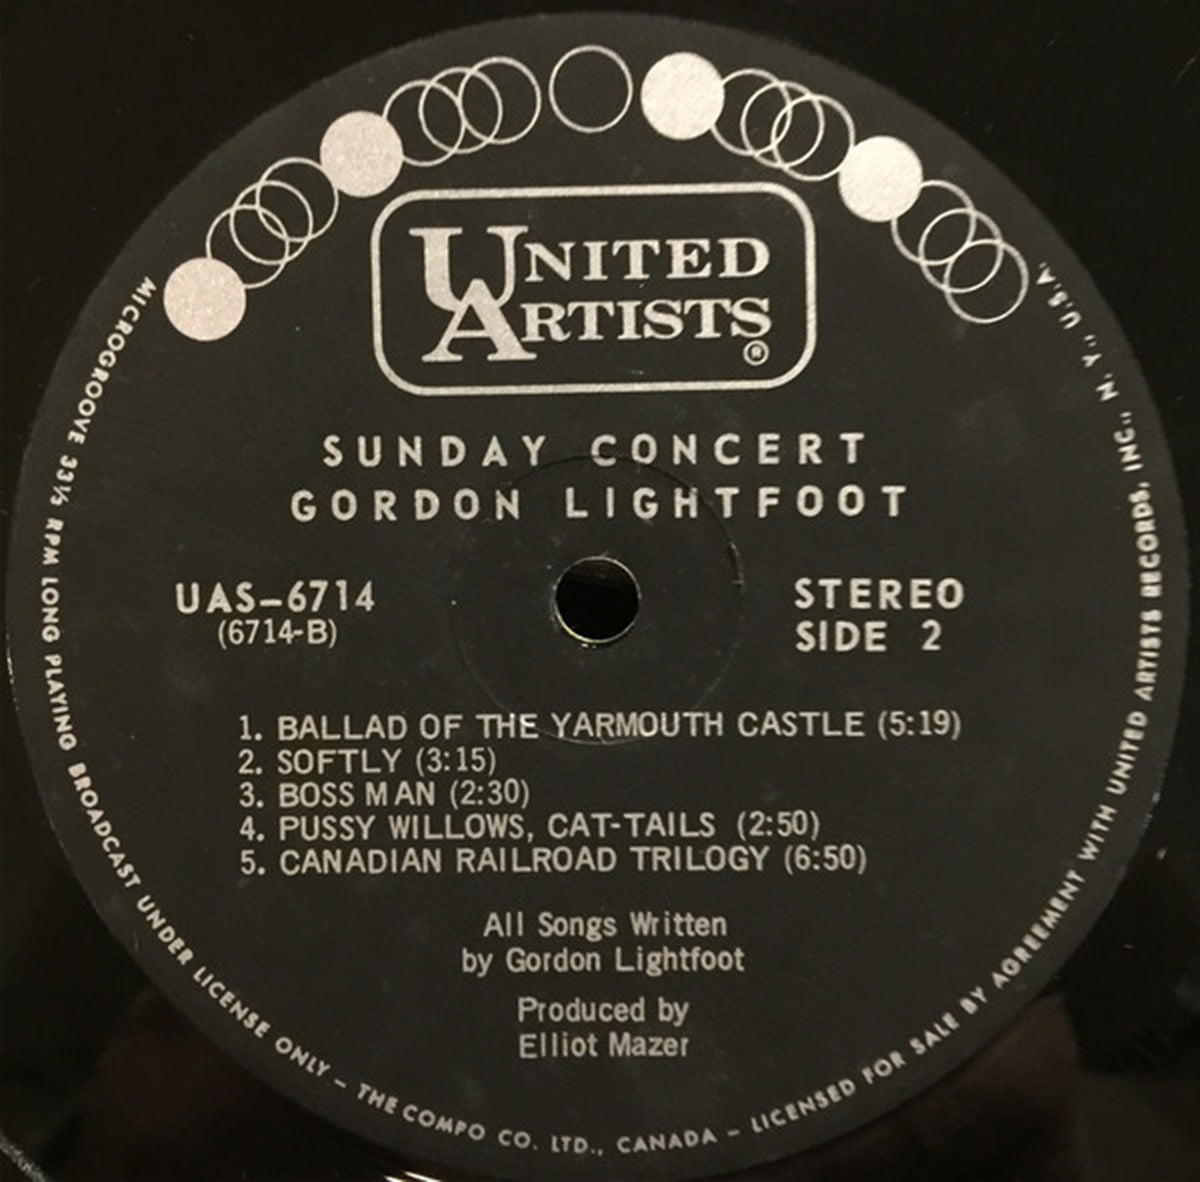 UNITED
ARTISTS
®
SUNDAY CONCERT
GORDON LIGHTFOOT
UAS-6714
(6714-B)
STEREO
SIDE 2
1. BALLAD OF THE YARMOUTH CASTLE (5:19)
2. SOFTLY (3:15)
3. BOSS MAN (2:30)
4. PUSSY WILLOWS, CAT-TAILS (2:50)
5. CANADIAN RAILROAD TRILOGY (6:50)
All Songs Written
by Gordon Lightfoot
Produced by
Elliot Mazer
MICROGROOVE 33⅓ RPM LONG PLAYING BROADCAST UNDER LICENSE ONLY - THE COMPO CO. LTD., CANADA - LICENSED FOR SALE BY AGREEMENT WITH UNITED ARTISTS RECORDS, INC., N. Y., U.S.A.